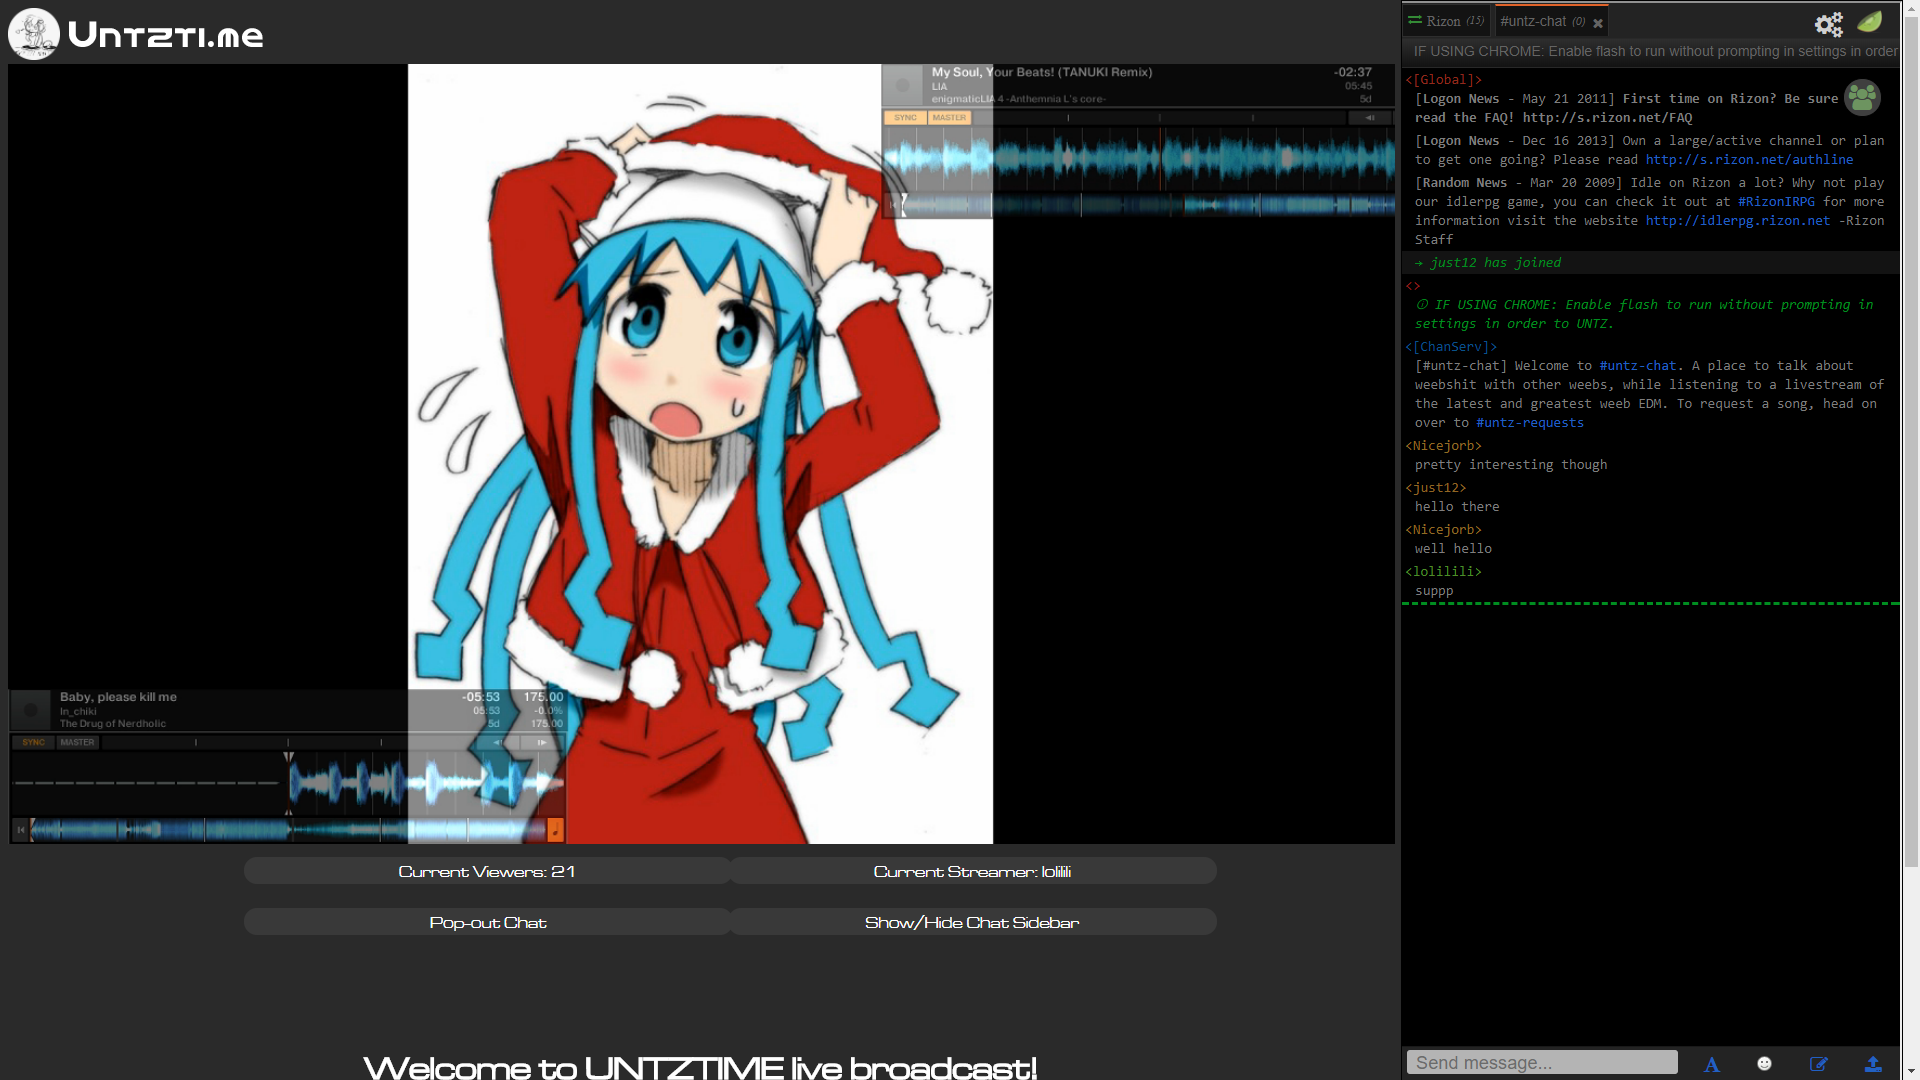 UNTZTI.me
My Soul, Your Beats! (TANUKI Remix)
-02:37
LIA
05:45
enigmaticLIA 4 -Anthemnia L's core-
5d
SYNC
MASTER
Baby, please kill me
-05:53
175.00
In_chiki
05:53
-0.0%
The Drug of Nerdholic
5d
175.00
SYNC
MASTER
Current Viewers: 21
Current Streamer: lolilili
Pop-out Chat
Show/Hide Chat Sidebar
Welcome to UNTZTIME live broadcast!
Rizon (15)
#untz-chat (0)
IF USING CHROME: Enable flash to run without prompting in settings in order
<[Global]>
[Logon News - May 21 2011] First time on Rizon? Be sure
read the FAQ! http://s.rizon.net/FAQ
[Logon News - Dec 16 2013] Own a large/active channel or plan
to get one going? Please read http://s.rizon.net/authline
[Random News - Mar 20 2009] Idle on Rizon a lot? Why not play
our idlerpg game, you can check it out at #RizonIRPG for more
information visit the website http://idlerpg.rizon.net -Rizon
Staff
→ just12 has joined
<>
IF USING CHROME: Enable flash to run without prompting in
settings in order to UNTZ.
<[ChanServ]>
[#untz-chat] Welcome to #untz-chat. A place to talk about
weebshit with other weebs, while listening to a livestream of
the latest and greatest weeb EDM. To request a song, head on
over to #untz-requests
<Nicejorb>
pretty interesting though
<just12>
hello there
<Nicejorb>
well hello
<lolilili>
suppp
Send message...